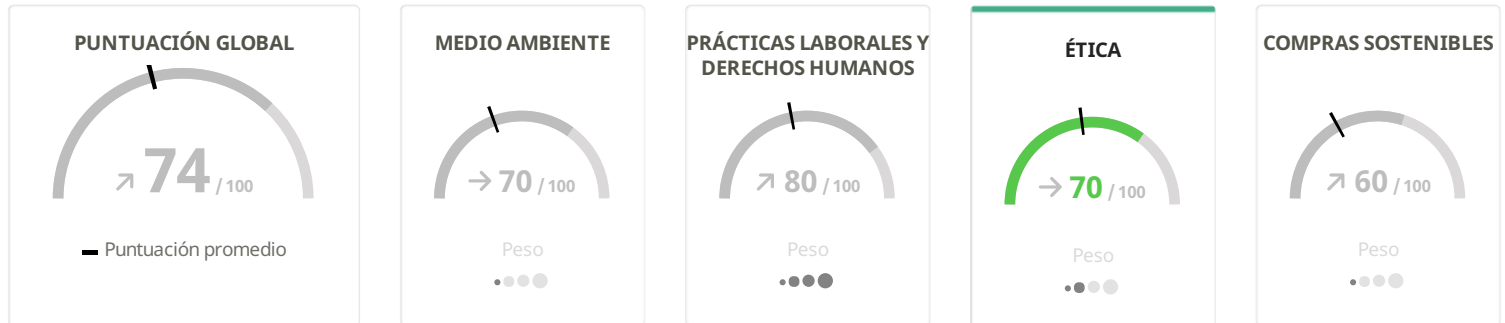 PUNTUACIÓN GLOBAL
74 / 100
Puntuación promedio
MEDIO AMBIENTE
70 / 100
Peso
PRÁCTICAS LABORALES Y
DERECHOS HUMANOS
80 / 100
Peso
ÉTICA
70 / 100
Peso
COMPRAS SOSTENIBLES
60 / 100
Peso